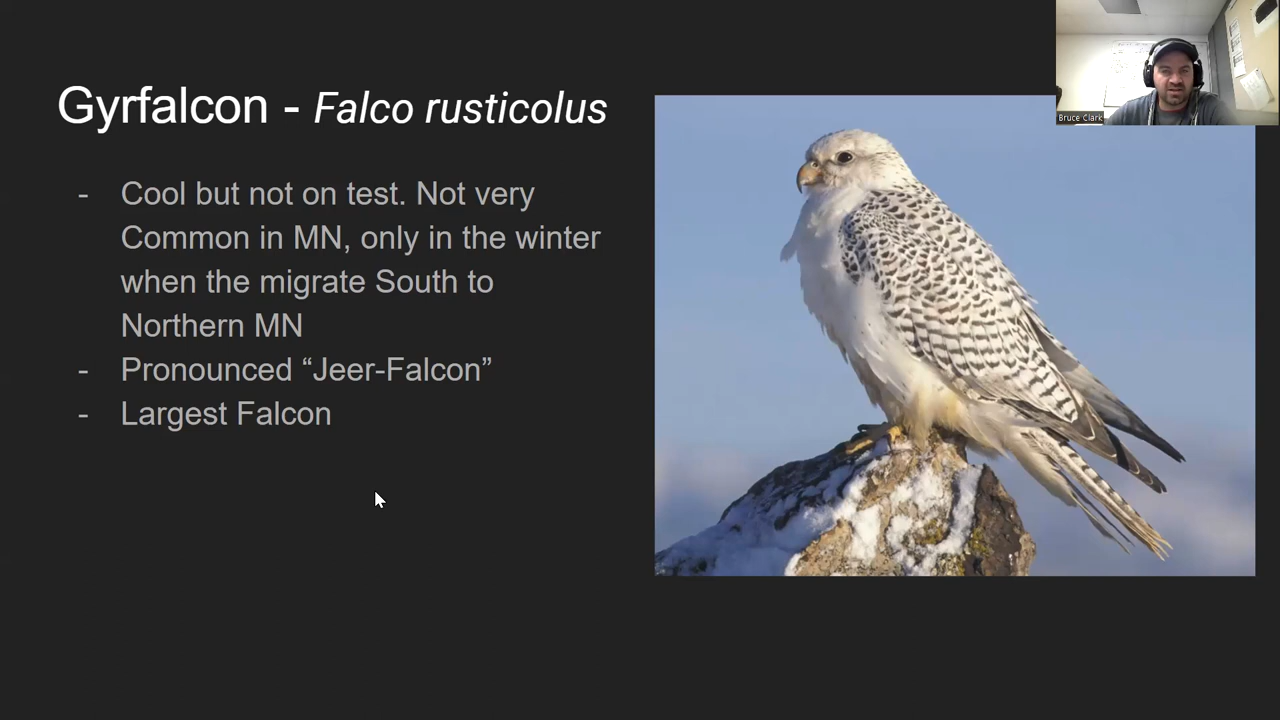 Gyrfalcon - Falco rusticolus
- Cool but not on test. Not very
Common in MN, only in the winter
when the migrate South to
Northern MN
- Pronounced “Jeer-Falcon”
- Largest Falcon
Bruce Clark